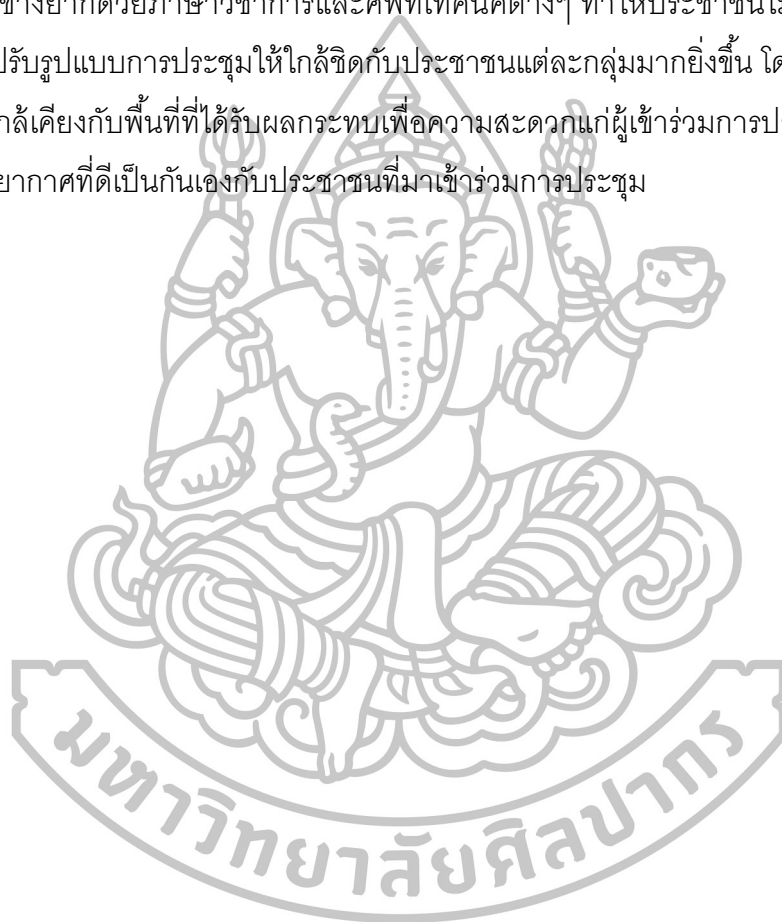 ข้างยากด้วยภาษาวิชาการและศัพท์เทคนิคต่างๆ ทำให้ประชาชน
ปรับรูปแบบการประชุมให้ใกล้ชิดกับประชาชนแต่ละกลุ่มมากยิ่งขึ้น
กล้เคียงกับพื้นที่ที่ได้รับผลกระทบเพื่อความสะดวกแก่ผู้เข้าร่วมการ
ยากาศที่ดีเป็นกันเองกับประชาชนที่มาเข้าร่วมการประชุม
มหาวิทยาลัยศิลปากร